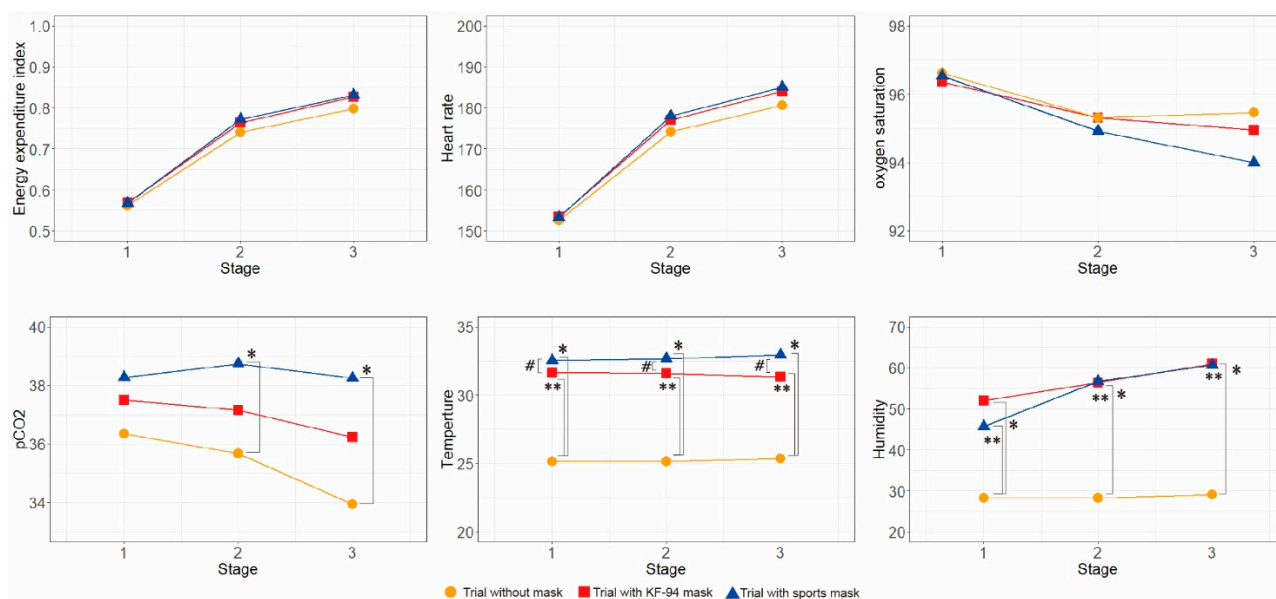 Energy expenditure index
1.0
0.9
0.8
0.7
0.6
0.5
1 2 3
Stage
Heart rate
200
190
180
170
160
150
1 2 3
Stage
oxygen saturation
98
96
94
92
1 2 3
Stage
pCO2
40
38
36
34
* *
1 2 3
Stage
Temperture
35
30
25
20
* * *
# # #
** ** **
1 2 3
Stage
Humidity
70
60
50
40
30
20
** * ** * ** *
1 2 3
Stage
Trial without mask Trial with KF-94 mask Trial with sports mask